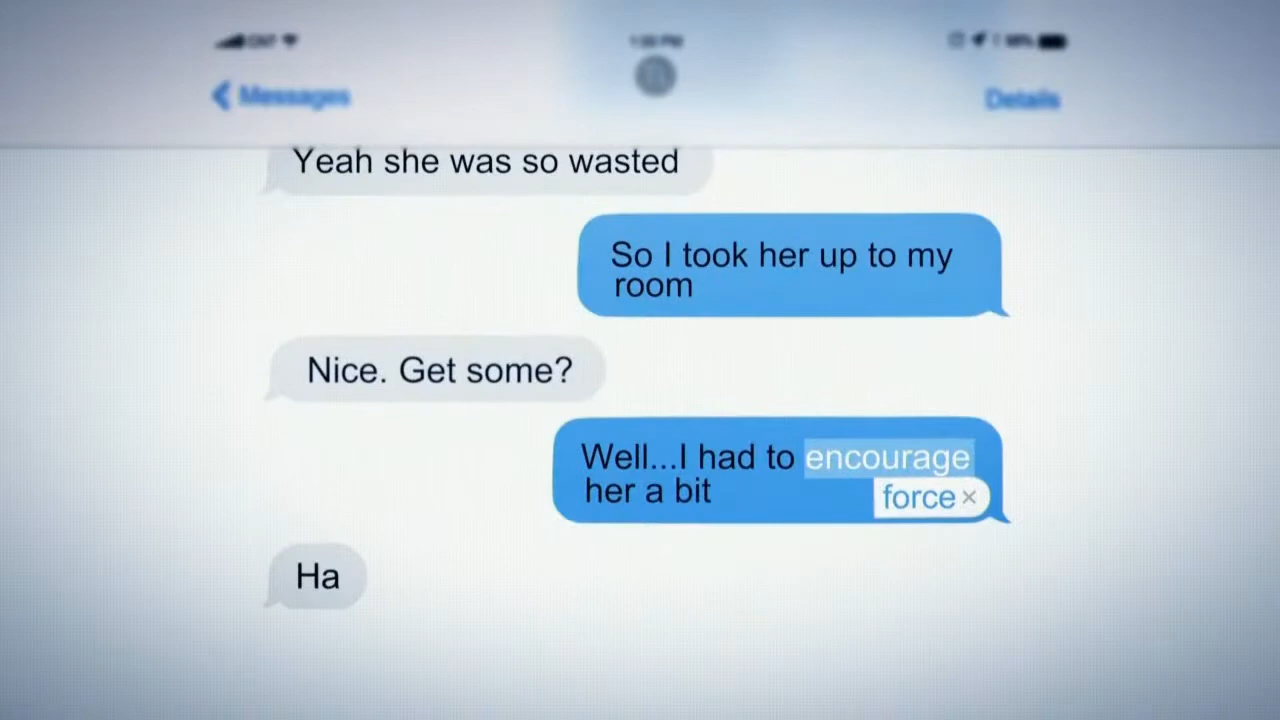 Messages
Details
Yeah she was so wasted
So I took her up to my
room
Nice. Get some?
Well...I had to encourage
her a bit
force ×
Ha